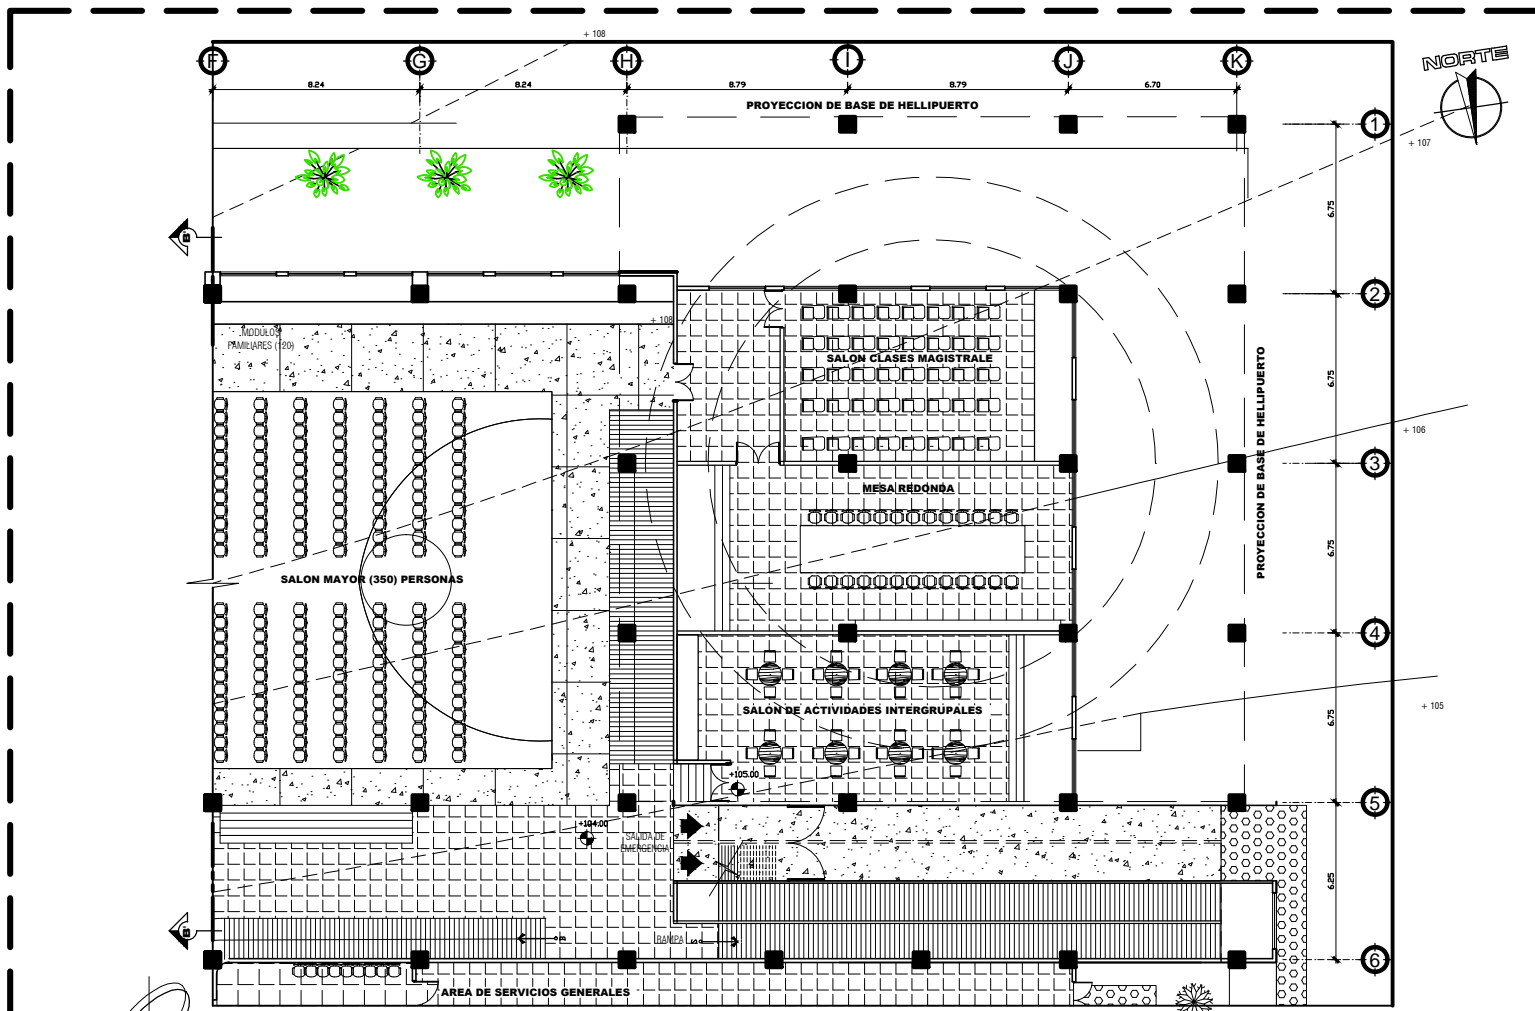 + 108
NORTE
F
G
H
I
J
K
8.24
8.24
8.79
8.79
6.70
PROYECCION DE BASE DE HELLIPUERTO
1
+ 107
6.75
B'
2
+ 108
MODULOS
FAMILIARES (120)
6.75
SALON CLASES MAGISTRALE
PROYECCION DE BASE DE HELLIPUERTO
+ 106
3
MESA REDONDA
6.75
SALON MAYOR (350) PERSONAS
4
6.75
SALON DE ACTIVIDADES INTERGRUPALES
+ 105
+105.00
5
+104.00
SALIDA DE
EMERGENCIA
6.25
B'
B
RAMPA
S
6
AREA DE SERVICIOS GENERALES